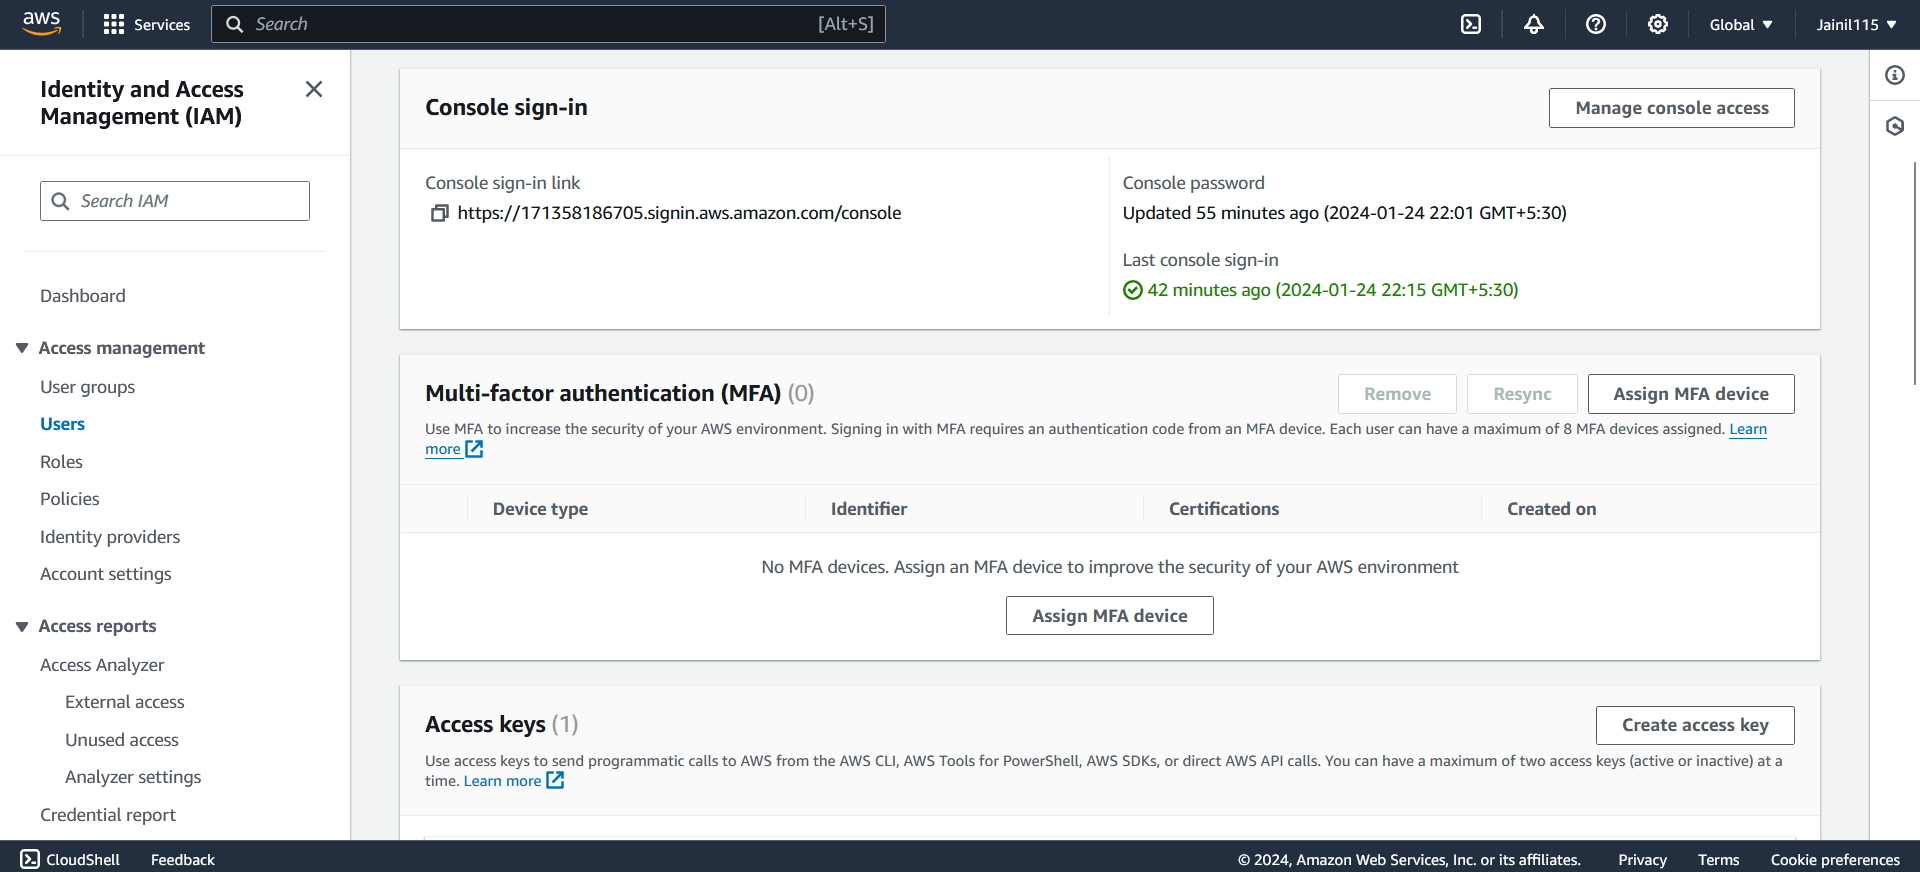 aws
Services
Search [Alt+S]
Global
Jainil115
Identity and Access
Management (IAM)
Search IAM
Dashboard
Access management
User groups
Users
Roles
Policies
Identity providers
Account settings
Access reports
Access Analyzer
External access
Unused access
Analyzer settings
Credential report
Console sign-in
Manage console access
Console sign-in link
https://171358186705.signin.aws.amazon.com/console
Console password
Updated 55 minutes ago (2024-01-24 22:01 GMT+5:30)
Last console sign-in
42 minutes ago (2024-01-24 22:15 GMT+5:30)
Multi-factor authentication (MFA) (0)
Remove
Resync
Assign MFA device
Use MFA to increase the security of your AWS environment. Signing in with MFA requires an authentication code from an MFA device. Each user can have a maximum of 8 MFA devices assigned. Learn
more
Device type
Identifier
Certifications
Created on
No MFA devices. Assign an MFA device to improve the security of your AWS environment
Assign MFA device
Access keys (1)
Create access key
Use access keys to send programmatic calls to AWS from the AWS CLI, AWS Tools for PowerShell, AWS SDKs, or direct AWS API calls. You can have a maximum of two access keys (active or inactive) at a
time. Learn more
CloudShell
Feedback
© 2024, Amazon Web Services, Inc. or its affiliates.
Privacy
Terms
Cookie preferences